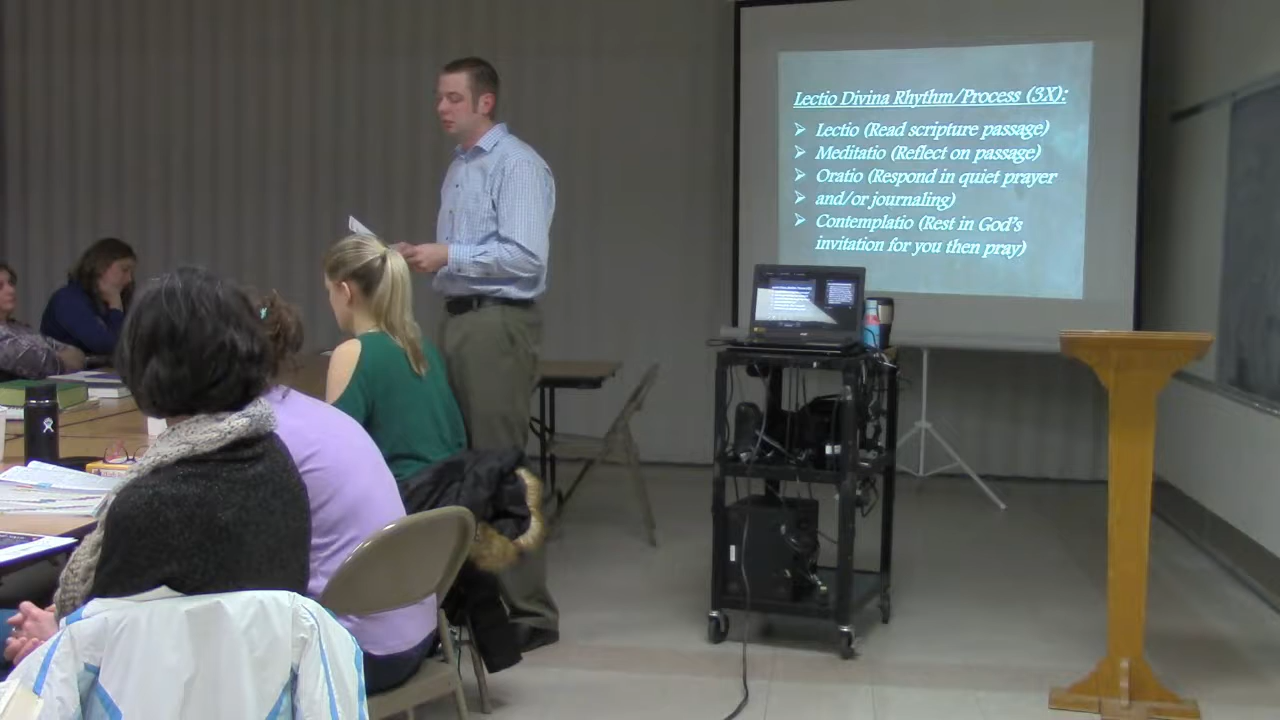 Lectio Divina Rhythm/Process (3X):
➢ Lectio (Read scripture passage)
➢ Meditatio (Reflect on passage)
➢ Oratio (Respond in quiet prayer
➢ and/or journaling)
➢ Contemplatio (Rest in God's
invitation for you then pray)